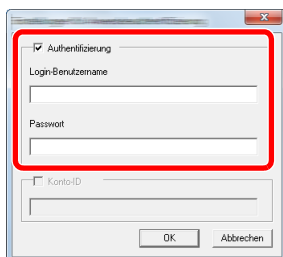 Authentifizierung
Login-Benutzername
Passwort
Konto-ID
OK Abbrechen